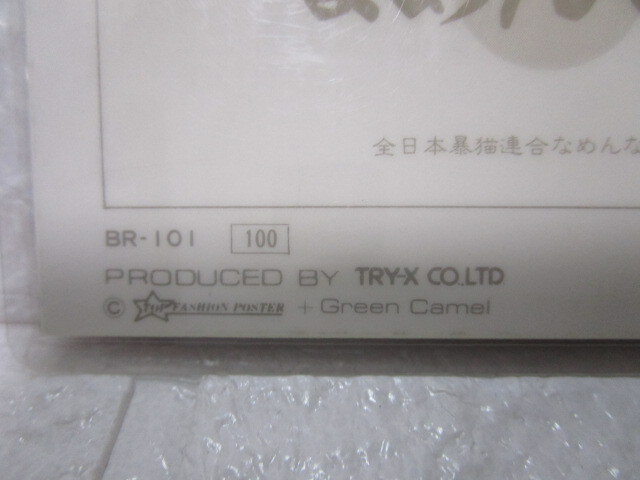 全日本暴猫連合なめんな
BR-101 100
PRODUCED BY TRY-X CO.,LTD
© TOP FASHION POSTER + Green Camel